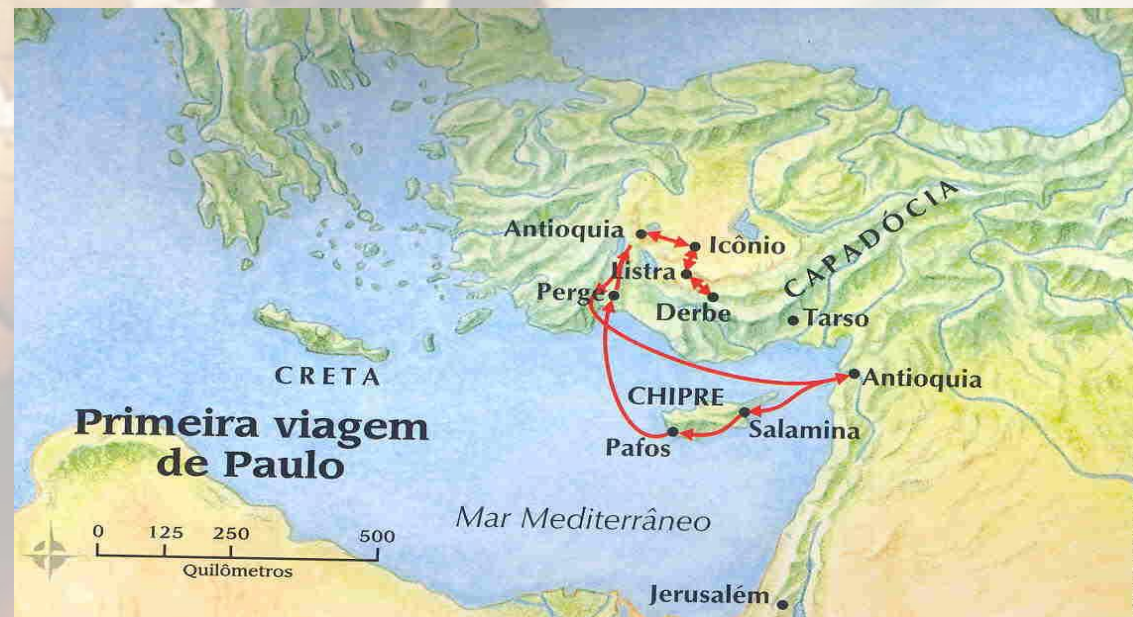 Antioquia
Icônio
CAPADÓCIA
Listra
Perge
Derbe
Tarso
CRETA
CHIPRE
Antioquia
Primeira viagem
de Paulo
Salamina
Pafos
Mar Mediterrâneo
0 125 250 500
Quilômetros
Jerusalém